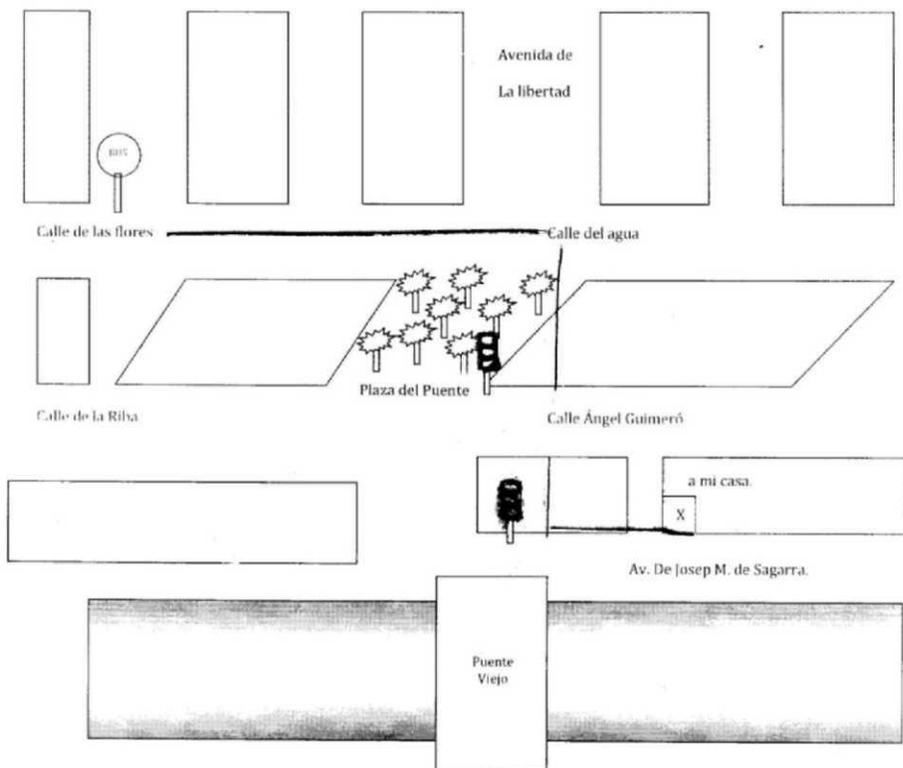 Avenida de
La libertad
BUS
Calle de las flores
Calle del agua
Plaza del Puente
Calle de la Riba
Calle Ángel Guimeró
a mi casa.
X
Av. De Josep M. de Sagarra.
Puente
Viejo